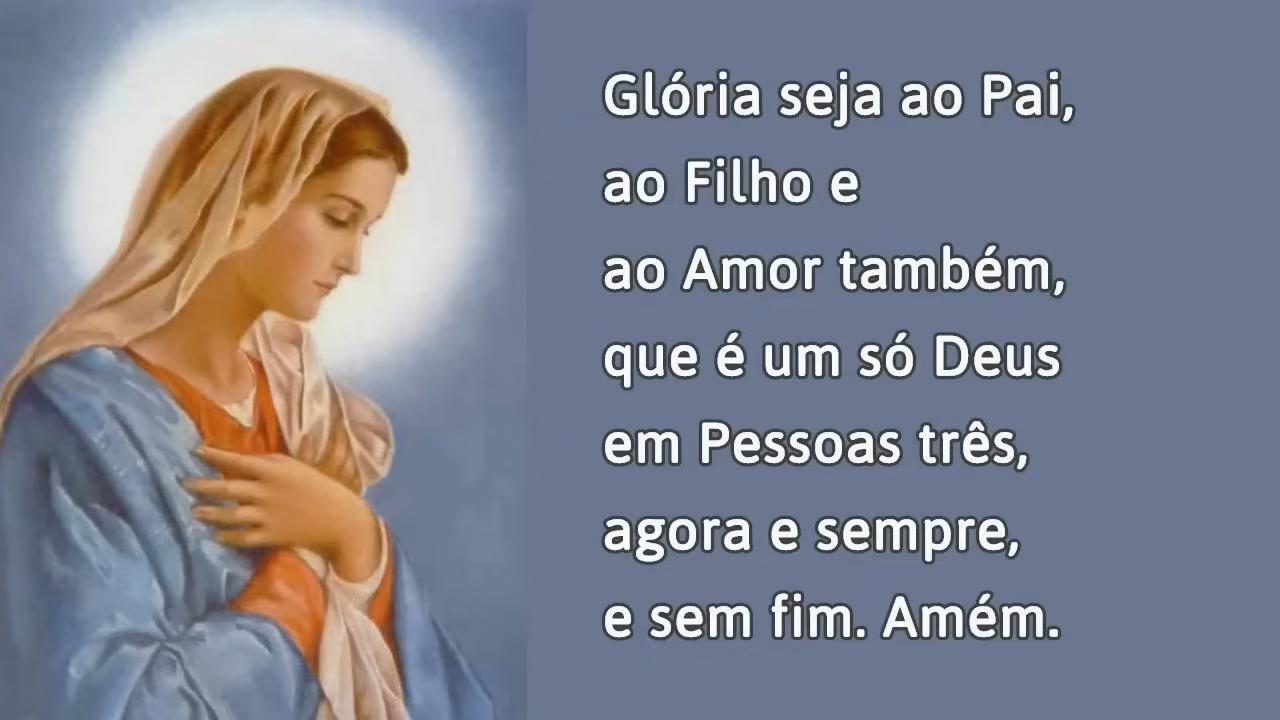 Glória seja ao Pai,
ao Filho e
ao Amor também,
que é um só Deus
em Pessoas três,
agora e sempre,
e sem fim. Amém.